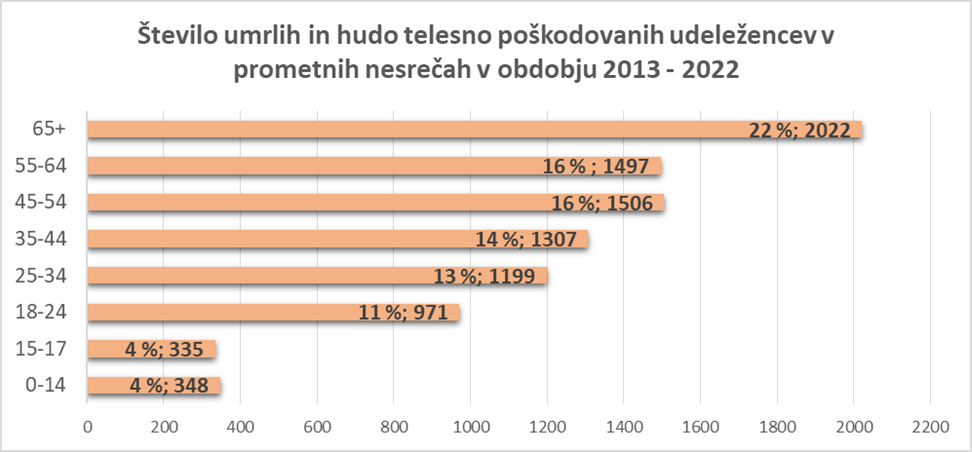 Število umrlih in hudo telesno poškodovanih udeležencev v
prometnih nesrečah v obdobju 2013 - 2022
65+ 22 %; 2022
55-64 16 % ; 1497
45-54 16 %; 1506
35-44 14 %; 1307
25-34 13 %; 1199
18-24 11 %; 971
15-17 4 %; 335
0-14 4 %; 348
0 200 400 600 800 1000 1200 1400 1600 1800 2000 2200